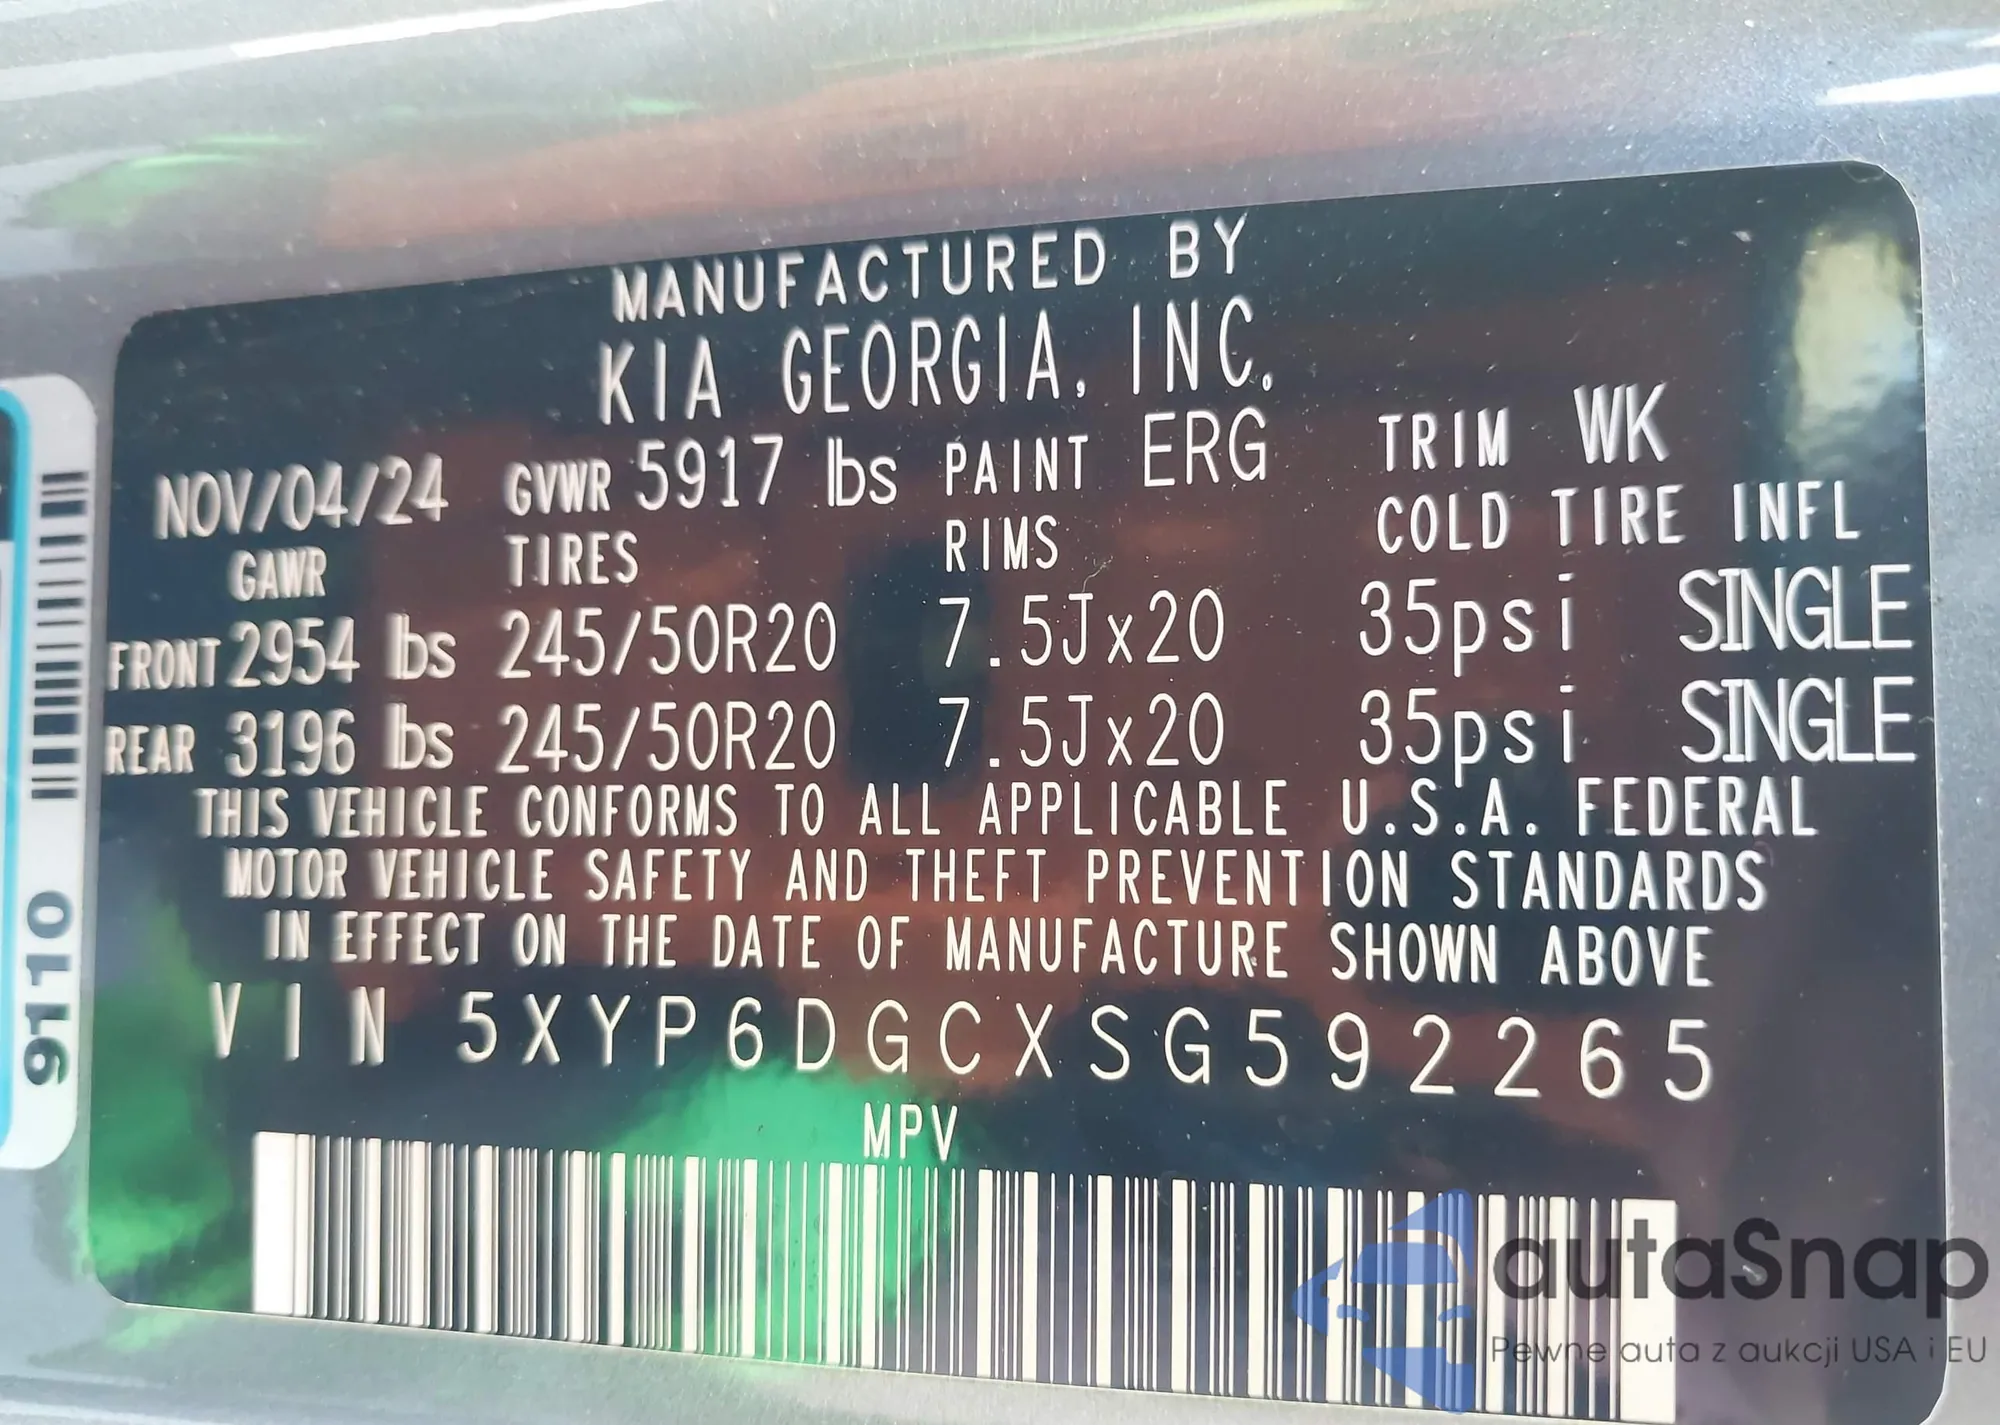 MANUFACTURED BY
KIA GEORGIA, INC.
NOV/04/24 GVWR 5917 lbs PAINT ERG TRIM WK
GAWR TIRES RIMS COLD TIRE INFL
FRONT 2954 lbs 245/50R20 7.5Jx20 35psi SINGLE
REAR 3196 lbs 245/50R20 7.5Jx20 35psi SINGLE
THIS VEHICLE CONFORMS TO ALL APPLICABLE U.S.A. FEDERAL
MOTOR VEHICLE SAFETY AND THEFT PREVENTION STANDARDS
IN EFFECT ON THE DATE OF MANUFACTURE SHOWN ABOVE
VIN 5XYP6DGCXSG592265
MPV
9110
autaSnap
Pewne auta z aukcji USA i EU